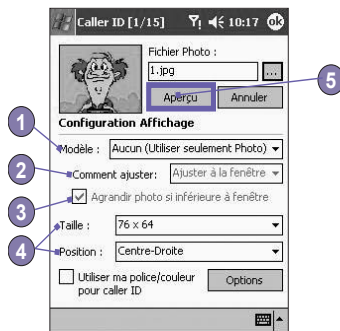 Caller ID [1/15] 10:17 ok
Fichier Photo :
1.jpg ...
5
Aperçu Annuler
Configuration Affichage
1
Modèle : Aucun (Utiliser seulement Photo)
2
Comment ajuster: Ajuster à la fenêtre
3
Agrandir photo si inférieure à fenêtre
4
Taille : 76 x 64
Position : Centre-Droite
Utiliser ma police/couleur
pour caller ID
Options